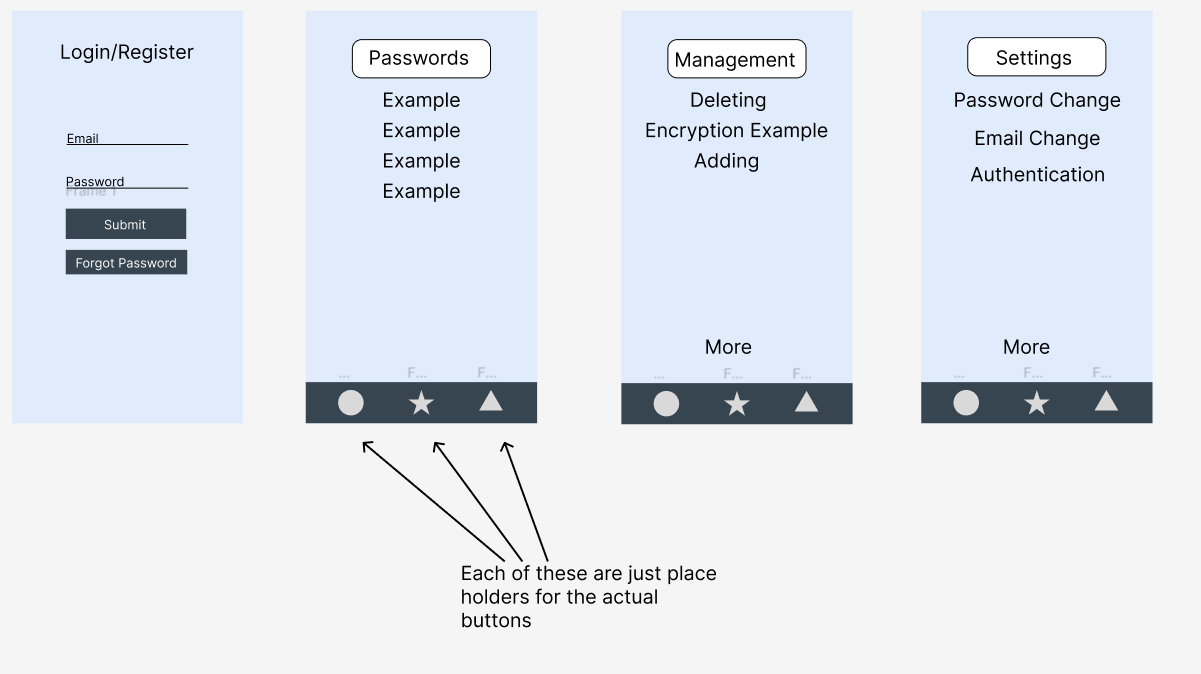 Login/Register
Email
Password
Frame 1
Submit
Forgot Password
Passwords
Example
Example
Example
Example
... F... F...
Management
Deleting
Encryption Example
Adding
More
... F... F...
Settings
Password Change
Email Change
Authentication
More
... F... F...
Each of these are just place
holders for the actual
buttons